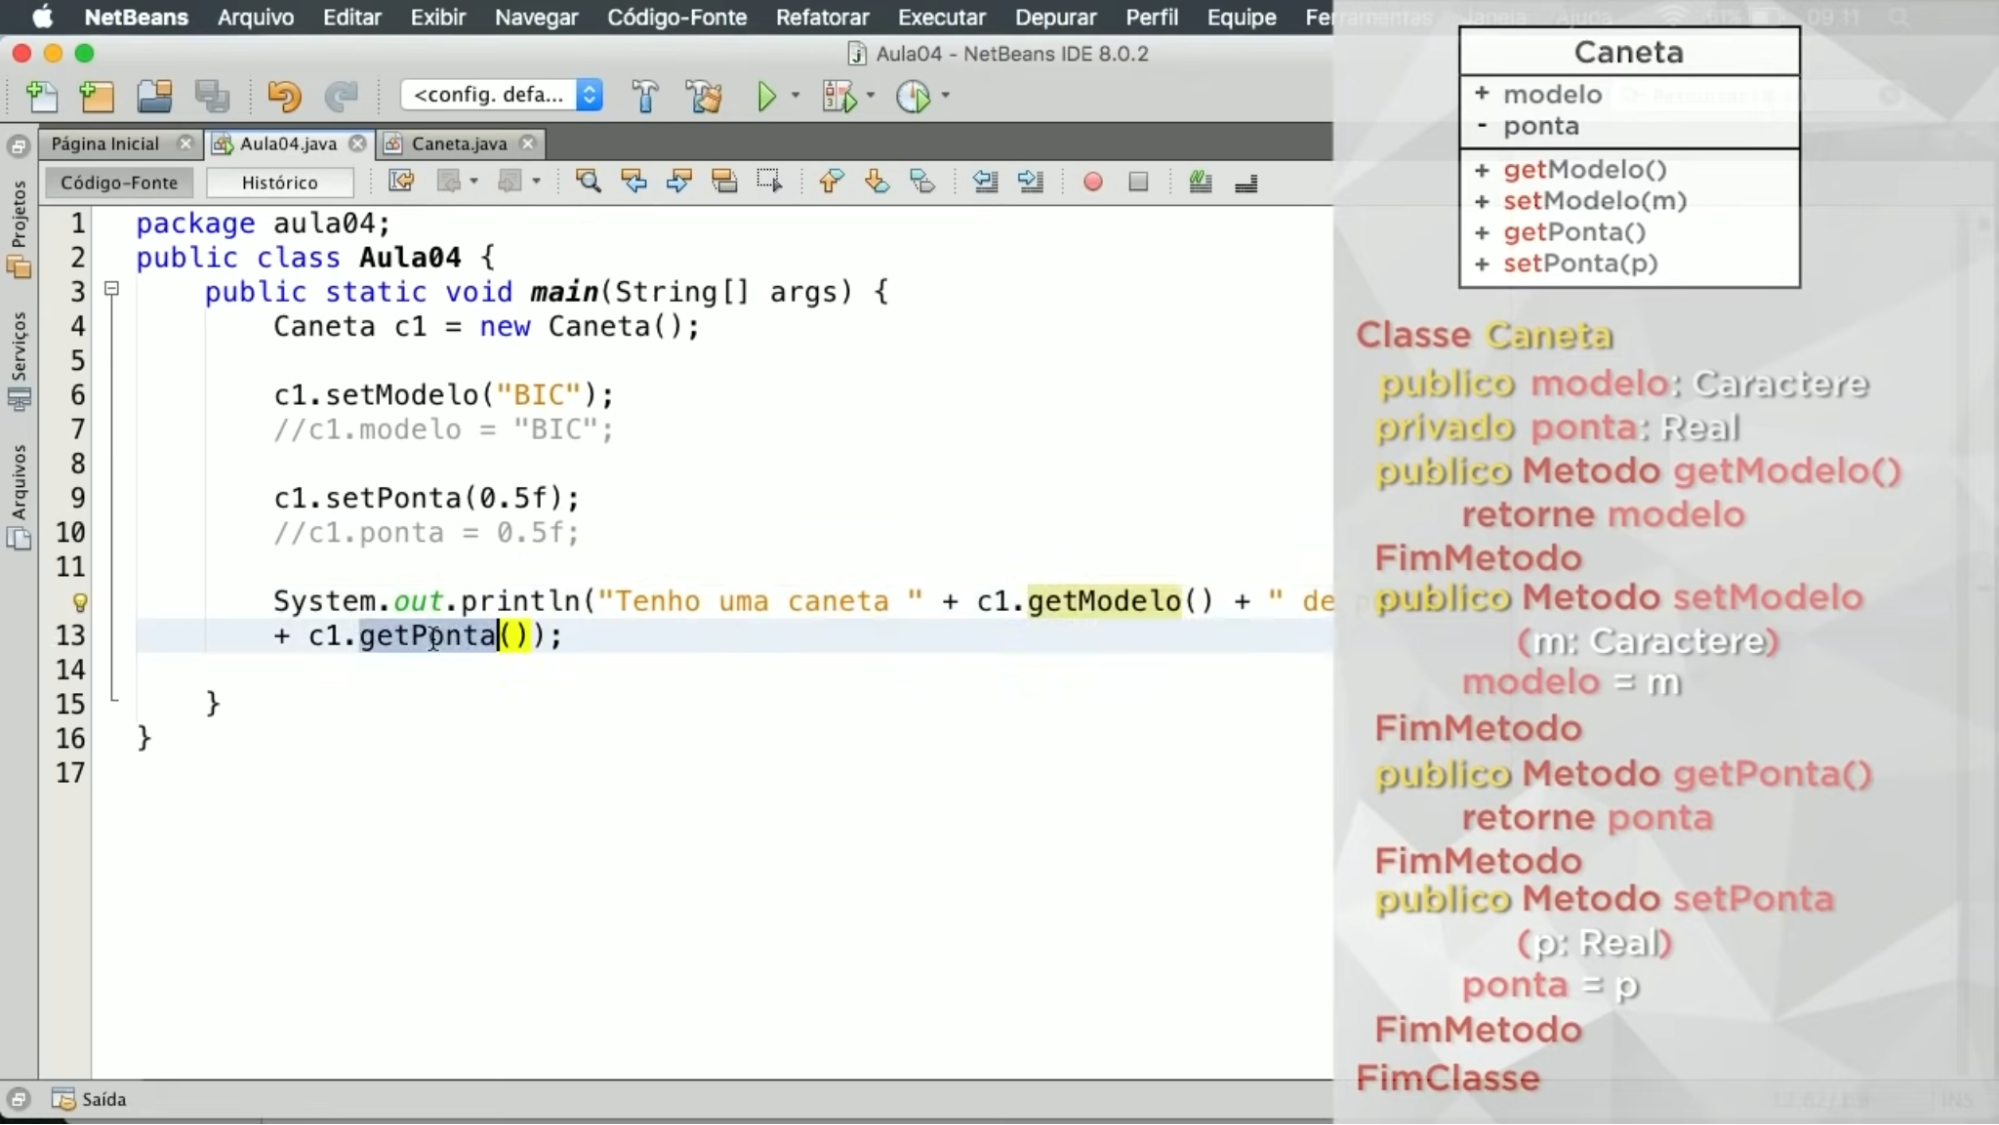 NetBeans Arquivo Editar Exibir Navegar Código-Fonte Refatorar Executar Depurar Perfil Equipe Ferramentas Janela Ajuda 09:11
Aula04 - NetBeans IDE 8.0.2
<config. defa...
Página Inicial Aula04.java Caneta.java
Código-Fonte Histórico
Projetos
Serviços
Arquivos
1 package aula04;
2 public class Aula04 {
3 public static void main(String[] args) {
4 Caneta c1 = new Caneta();
5
6 c1.setModelo("BIC");
7 //c1.modelo = "BIC";
8
9 c1.setPonta(0.5f);
10 //c1.ponta = 0.5f;
11
System.out.println("Tenho uma caneta " + c1.getModelo() + " de
13 + c1.getPonta());
14
15 }
16 }
17
Saída
Caneta
+ modelo
- ponta
+ getModelo()
+ setModelo(m)
+ getPonta()
+ setPonta(p)
Classe Caneta
publico modelo: Caractere
privado ponta: Real
publico Metodo getModelo()
retorne modelo
FimMetodo
publico Metodo setModelo
(m: Caractere)
modelo = m
FimMetodo
publico Metodo getPonta()
retorne ponta
FimMetodo
publico Metodo setPonta
(p: Real)
ponta = p
FimMetodo
FimClasse
INS